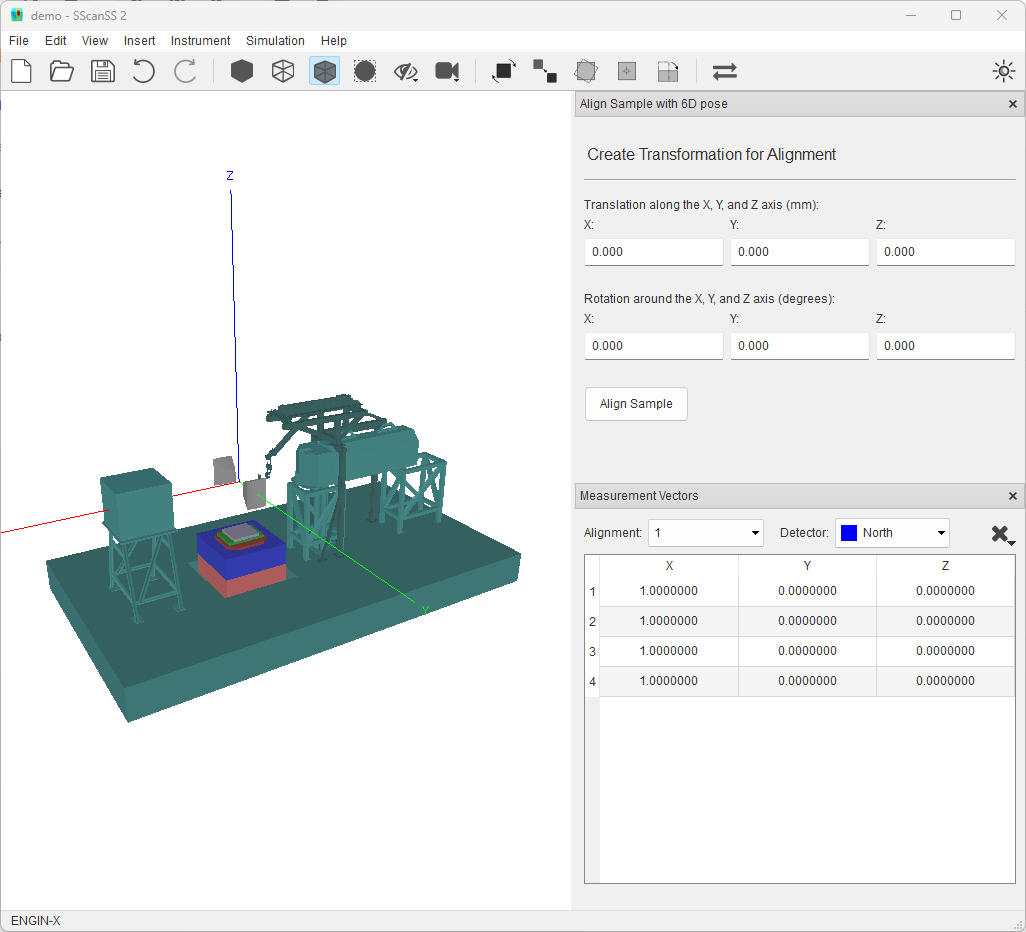 demo - SScanSS 2
File Edit View Insert Instrument Simulation Help
Align Sample with 6D pose
Create Transformation for Alignment
Translation along the X, Y, and Z axis (mm):
X: Y: Z:
0.000 0.000 0.000
Rotation around the X, Y, and Z axis (degrees):
X: Y: Z:
0.000 0.000 0.000
Align Sample
Z
Y
Measurement Vectors
Alignment: 1 Detector: North
X Y Z
1 1.0000000 0.0000000 0.0000000
2 1.0000000 0.0000000 0.0000000
3 1.0000000 0.0000000 0.0000000
4 1.0000000 0.0000000 0.0000000
ENGIN-X